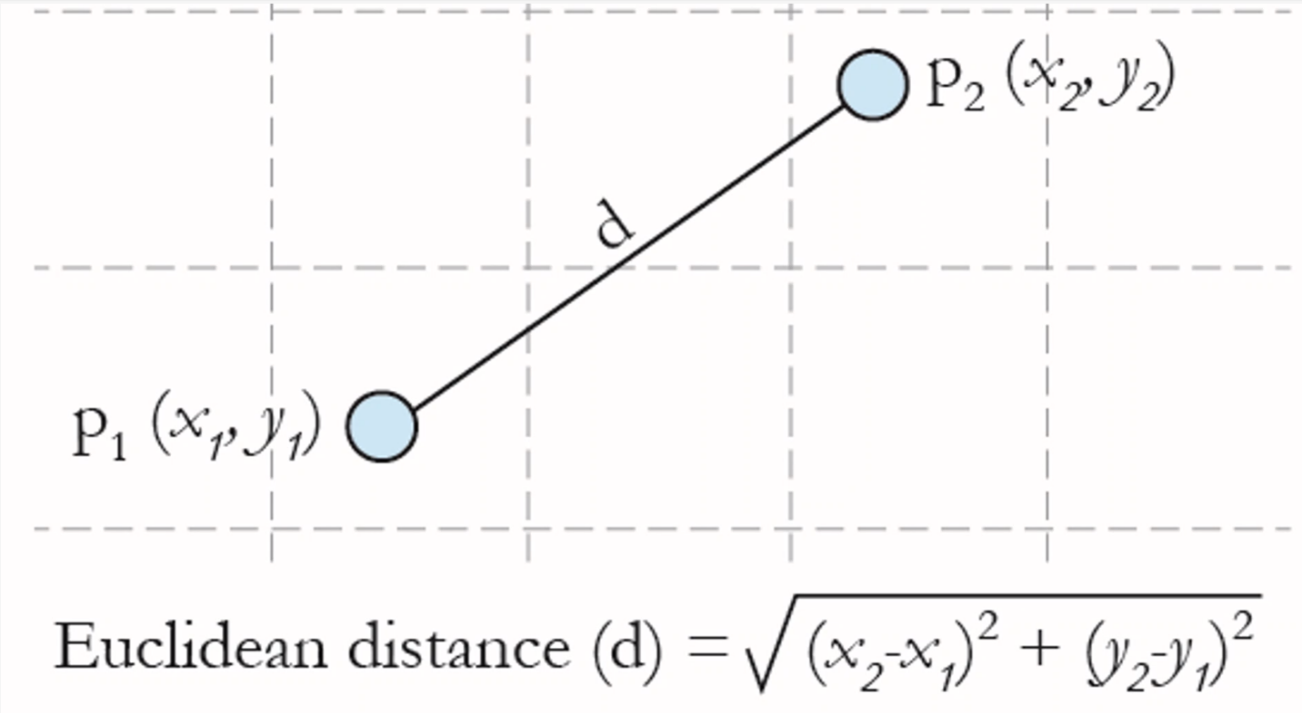 p₂ (x₂, y₂)
d
p₁ (x₁, y₁)
Euclidean distance (d) = √(x₂-x₁)² + (y₂-y₁)²